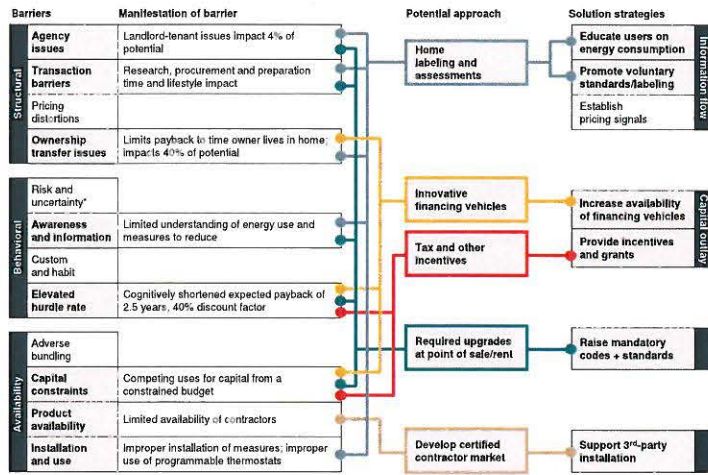 Barriers
Manifestation of barrier
Potential approach
Solution strategies
Structural
Agency
issues
Landlord-tenant issues impact 4% of
potential
Transaction
barriers
Research, procurement and preparation
time and lifestyle impact
Pricing
distortions
Ownership
transfer issues
Limits payback to time owner lives in home;
impacts 40% of potential
Behavioral
Risk and
uncertainty*
Awareness
and information
Limited understanding of energy use and
measures to reduce
Custom
and habit
Elevated
hurdle rate
Cognitively shortened expected payback of
2.5 years, 40% discount factor
Availability
Adverse
bundling
Capital
constraints
Competing uses for capital from a
constrained budget
Product
availability
Limited availability of contractors
Installation
and use
Improper installation of measures; improper
use of programmable thermostats
Home
labeling and
assessments
Innovative
financing vehicles
Tax and other
incentives
Required upgrades
at point of sale/rent
Develop certified
contractor market
Educate users on
energy consumption
Promote voluntary
standards/labeling
Establish
pricing signals
Information flow
Increase availability
of financing vehicles
Provide incentives
and grants
Capital outlay
Raise mandatory
codes + standards
Support 3rd-party
installation